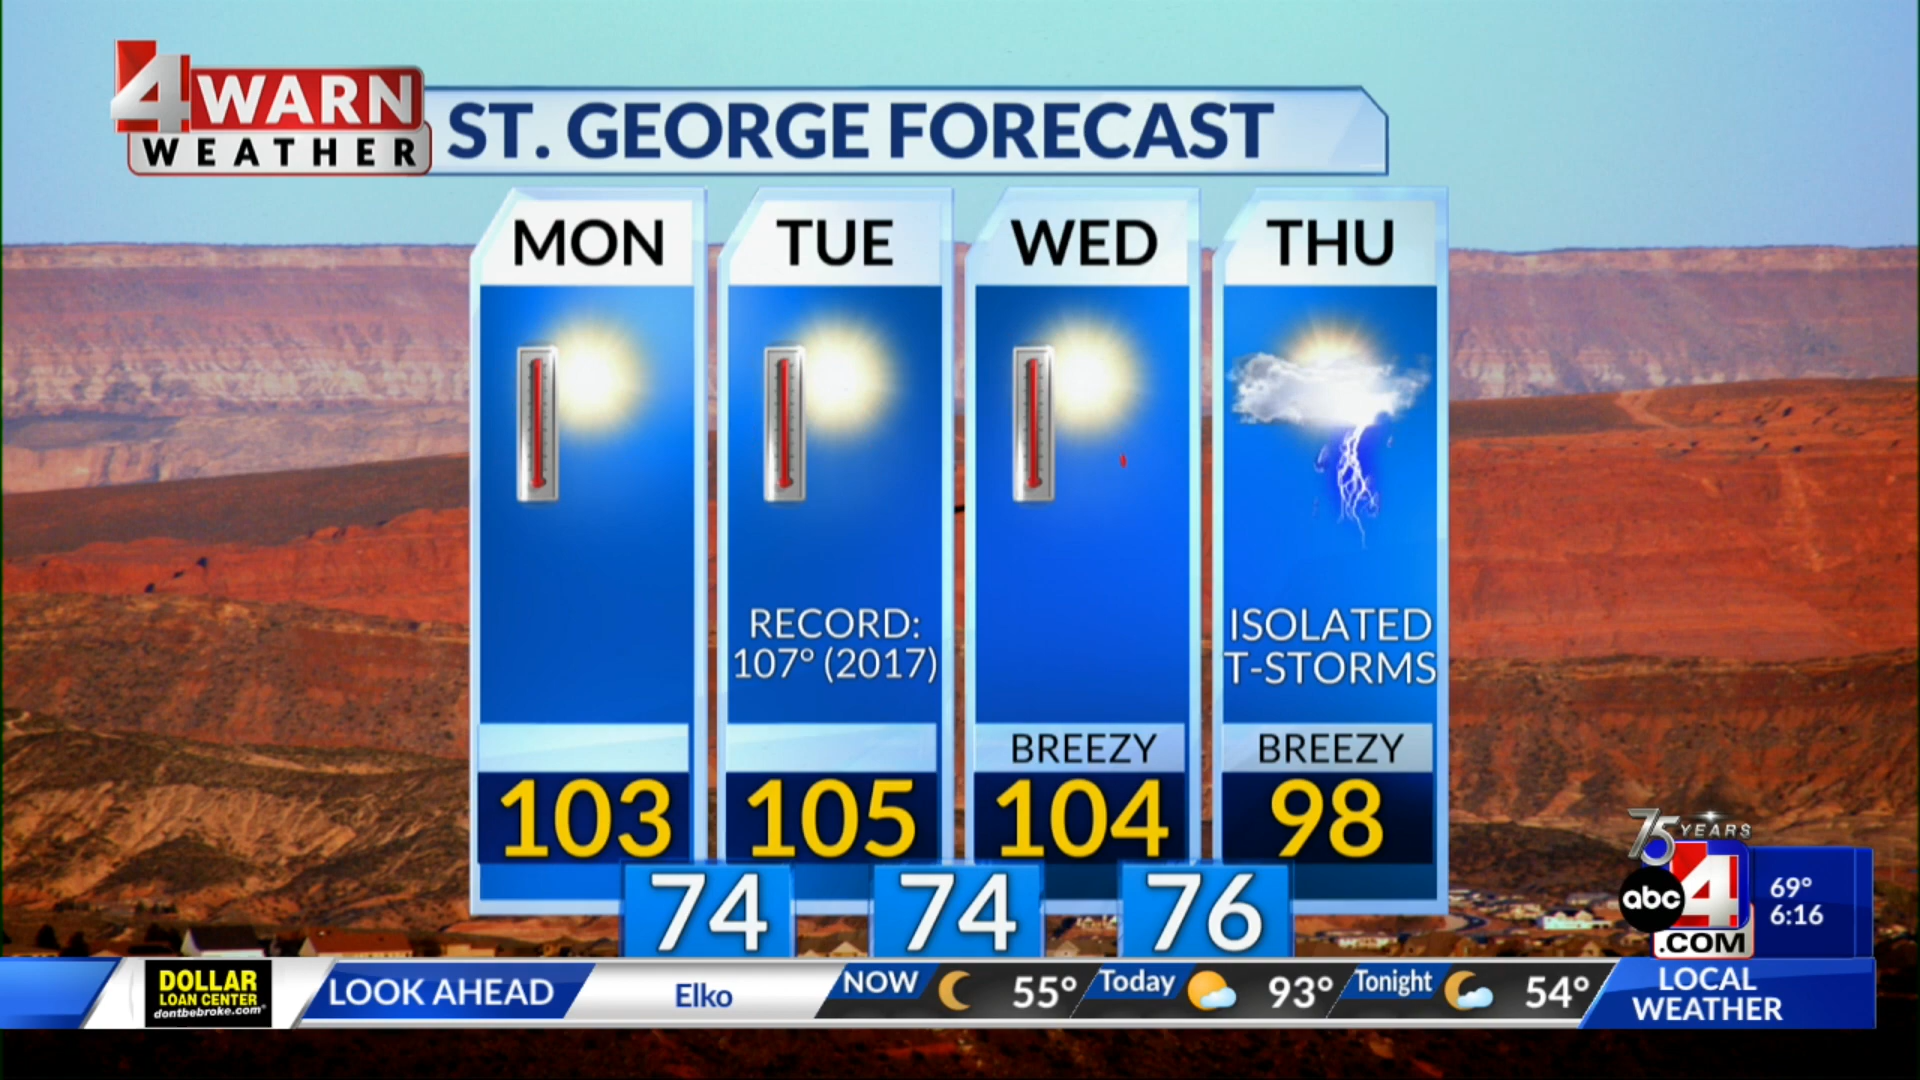 4WARN
WEATHER
ST. GEORGE FORECAST
MON
TUE
WED
THU
RECORD:
107° (2017)
ISOLATED
T-STORMS
BREEZY
BREEZY
103
105
104
98
74
74
76
75 YEARS
abc 4
.COM
69°
6:16
DOLLAR
LOAN CENTER
dontbebroke.com®
LOOK AHEAD
Elko
NOW
55°
Today
93°
Tonight
54°
LOCAL
WEATHER